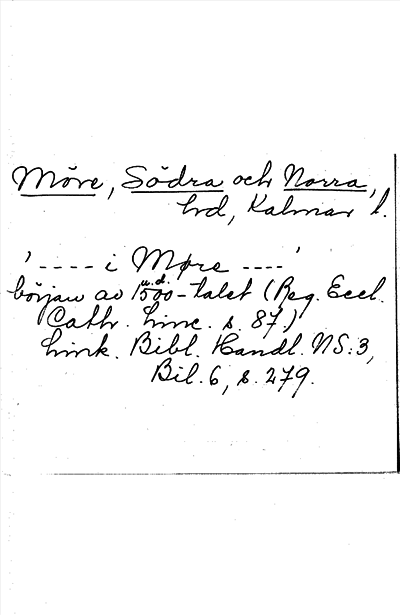 Möre, Södra och Norra,
hd, Kalmar l.
'---- i Møre ----'
u.d.
början av 1500-talet (Reg. Eccl.
Cath. Linc. s. 87)
Link. Bibl. Handl. NS:3,
Bil. 6, s. 279.